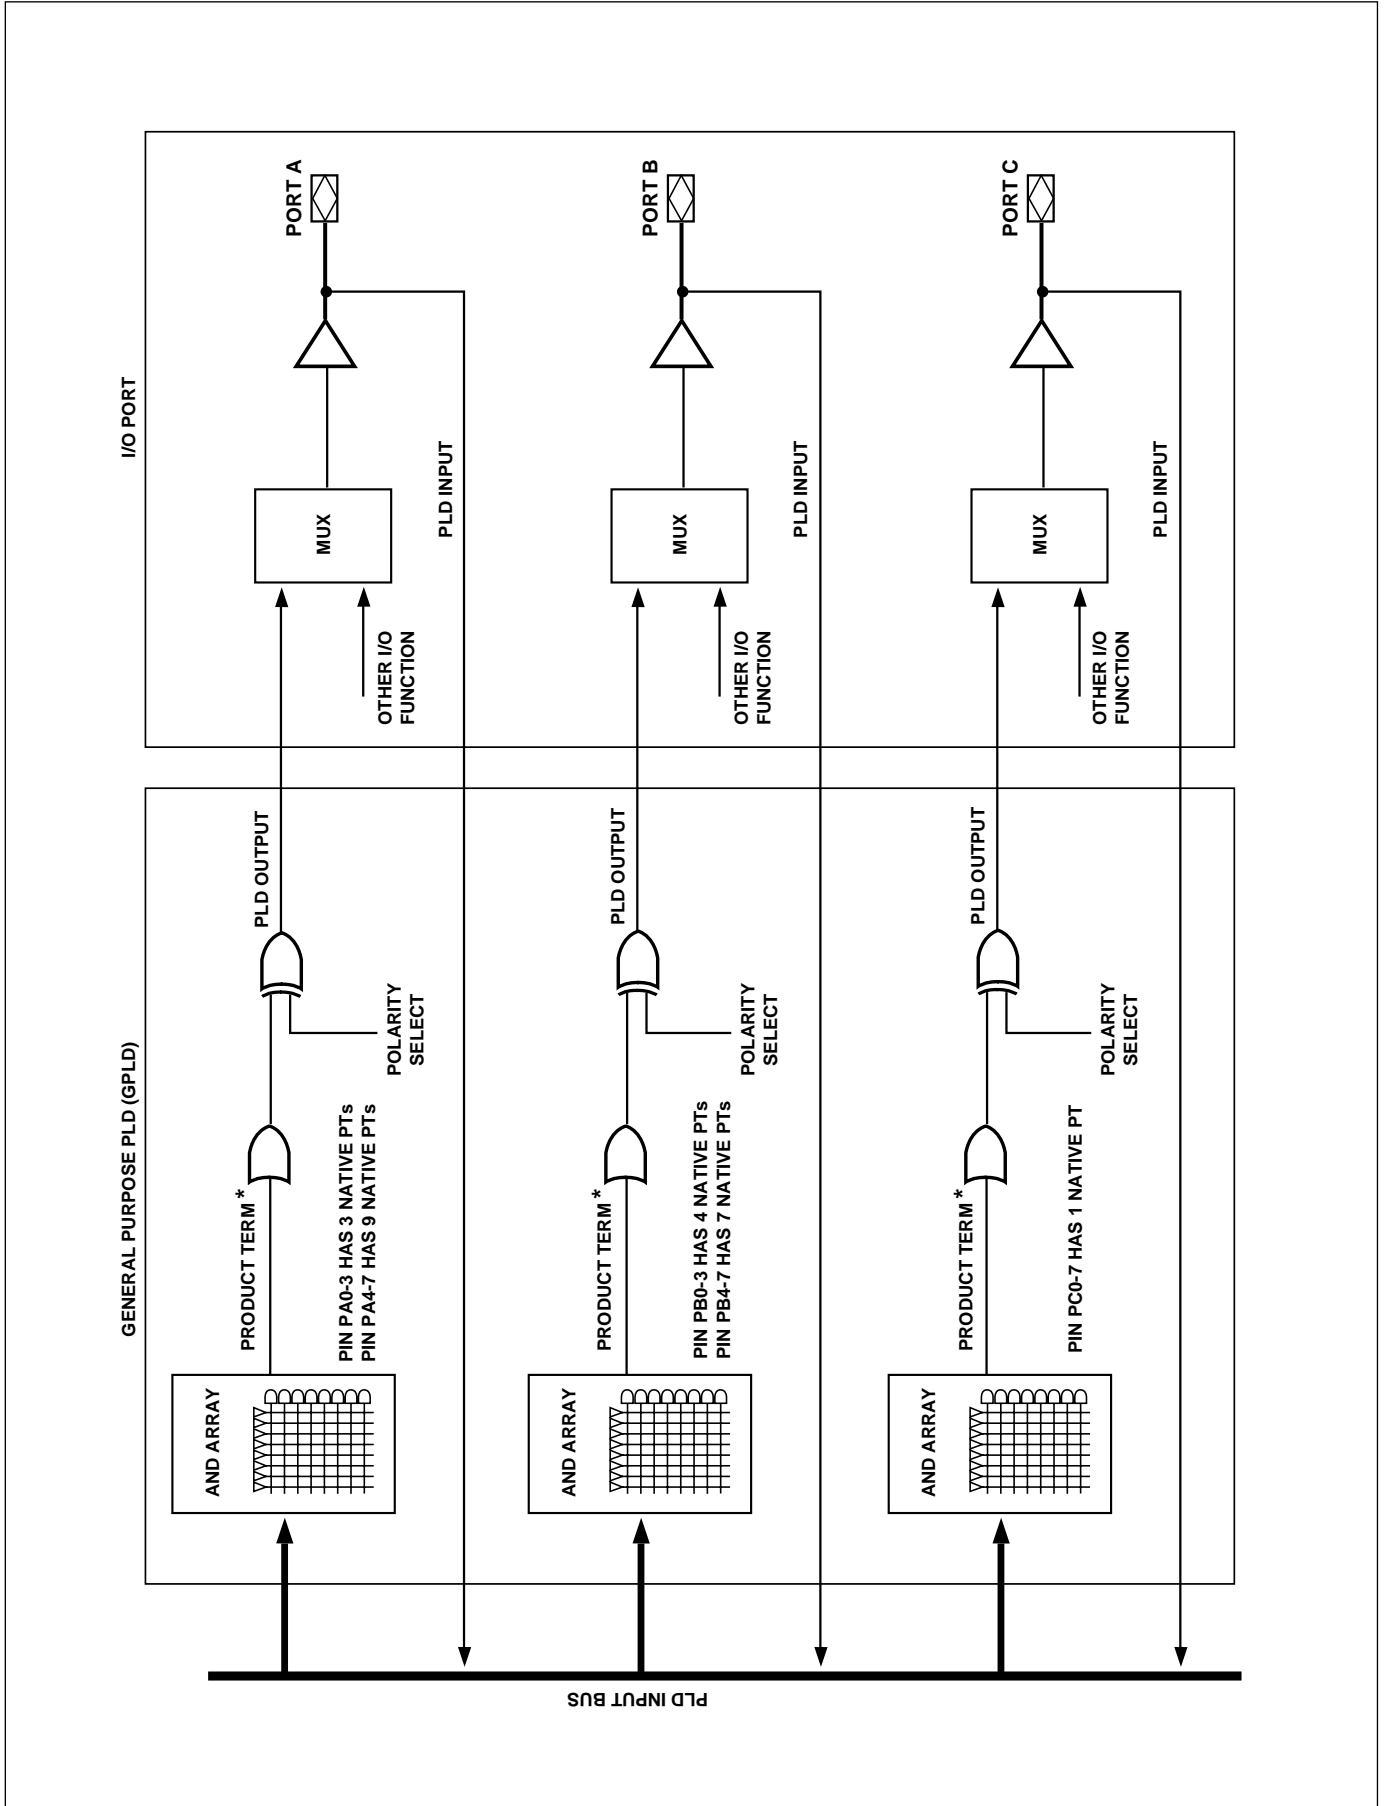 GENERAL PURPOSE PLD (GPLD)
I/O PORT
AND ARRAY
PRODUCT TERM *
PIN PA0-3 HAS 3 NATIVE PTs
PIN PA4-7 HAS 9 NATIVE PTs
POLARITY
SELECT
PLD OUTPUT
OTHER I/O
FUNCTION
MUX
PLD INPUT
PORT A
AND ARRAY
PRODUCT TERM *
PIN PB0-3 HAS 4 NATIVE PTs
PIN PB4-7 HAS 7 NATIVE PTs
POLARITY
SELECT
PLD OUTPUT
OTHER I/O
FUNCTION
MUX
PLD INPUT
PORT B
AND ARRAY
PRODUCT TERM *
PIN PC0-7 HAS 1 NATIVE PT
POLARITY
SELECT
PLD OUTPUT
OTHER I/O
FUNCTION
MUX
PLD INPUT
PORT C
PLD INPUT BUS